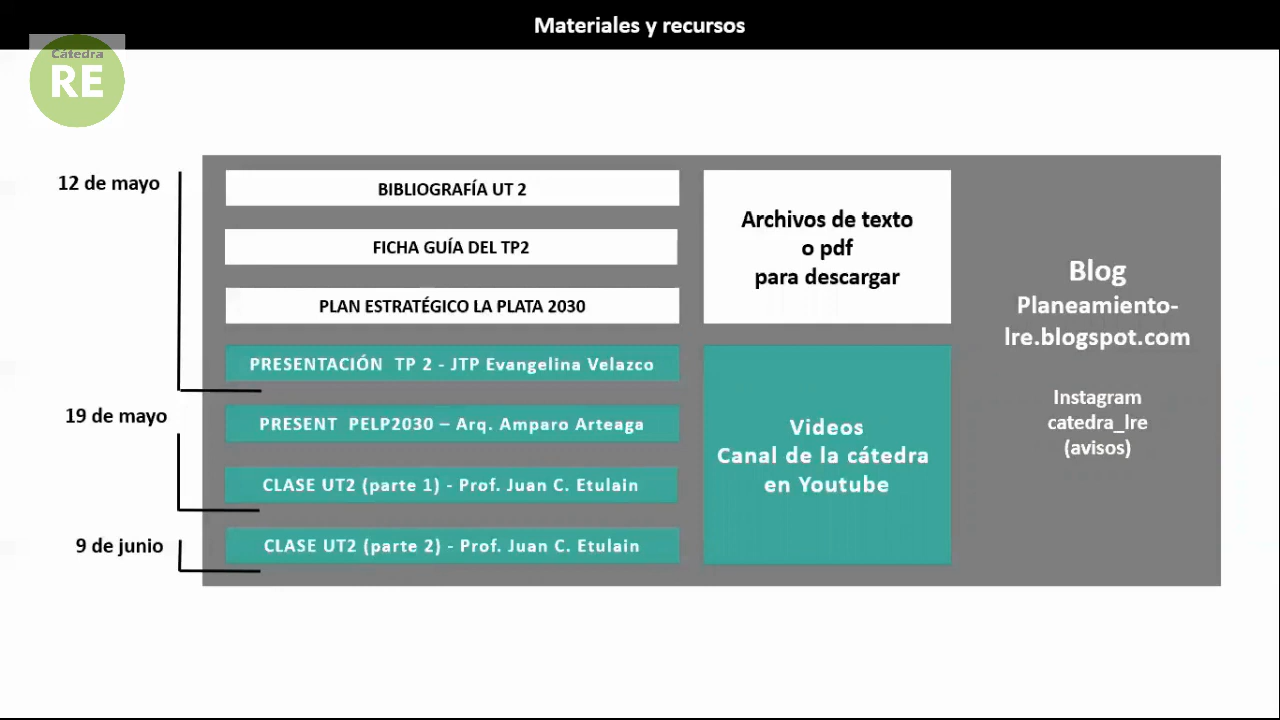 Materiales y recursos
Cátedra
RE
12 de mayo
BIBLIOGRAFÍA UT 2
FICHA GUÍA DEL TP2
PLAN ESTRATÉGICO LA PLATA 2030
PRESENTACIÓN TP 2 - JTP Evangelina Velazco
19 de mayo
PRESENT PELP2030 – Arq. Amparo Arteaga
CLASE UT2 (parte 1) - Prof. Juan C. Etulain
9 de junio
CLASE UT2 (parte 2) - Prof. Juan C. Etulain
Archivos de texto
o pdf
para descargar
Videos
Canal de la cátedra
en Youtube
Blog
Planeamiento-
lre.blogspot.com
Instagram
catedra_lre
(avisos)